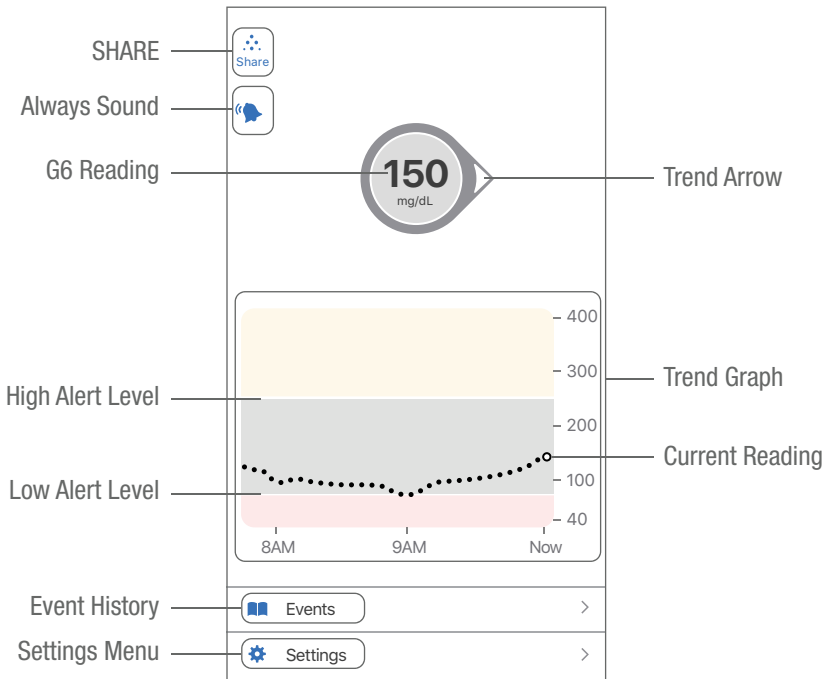 SHARE
Share
Always Sound
G6 Reading
150
mg/dL
Trend Arrow
400
300
Trend Graph
High Alert Level
200
Current Reading
100
Low Alert Level
40
8AM 9AM Now
Event History
Events
Settings Menu
Settings